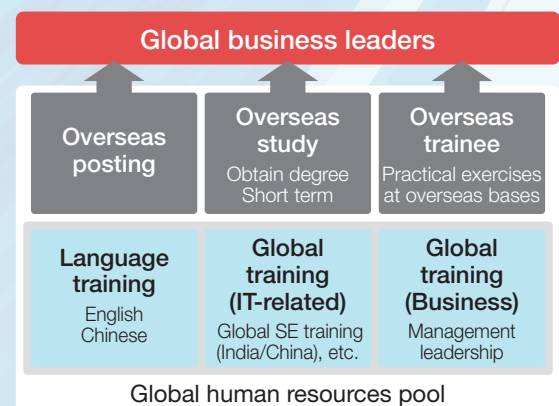 Global business leaders
Overseas
posting
Overseas
study
Obtain degree
Short term
Overseas
trainee
Practical exercises
at overseas bases
Language
training
English
Chinese
Global
training
(IT-related)
Global SE training
(India/China), etc.
Global
training
(Business)
Management
leadership
Global human resources pool